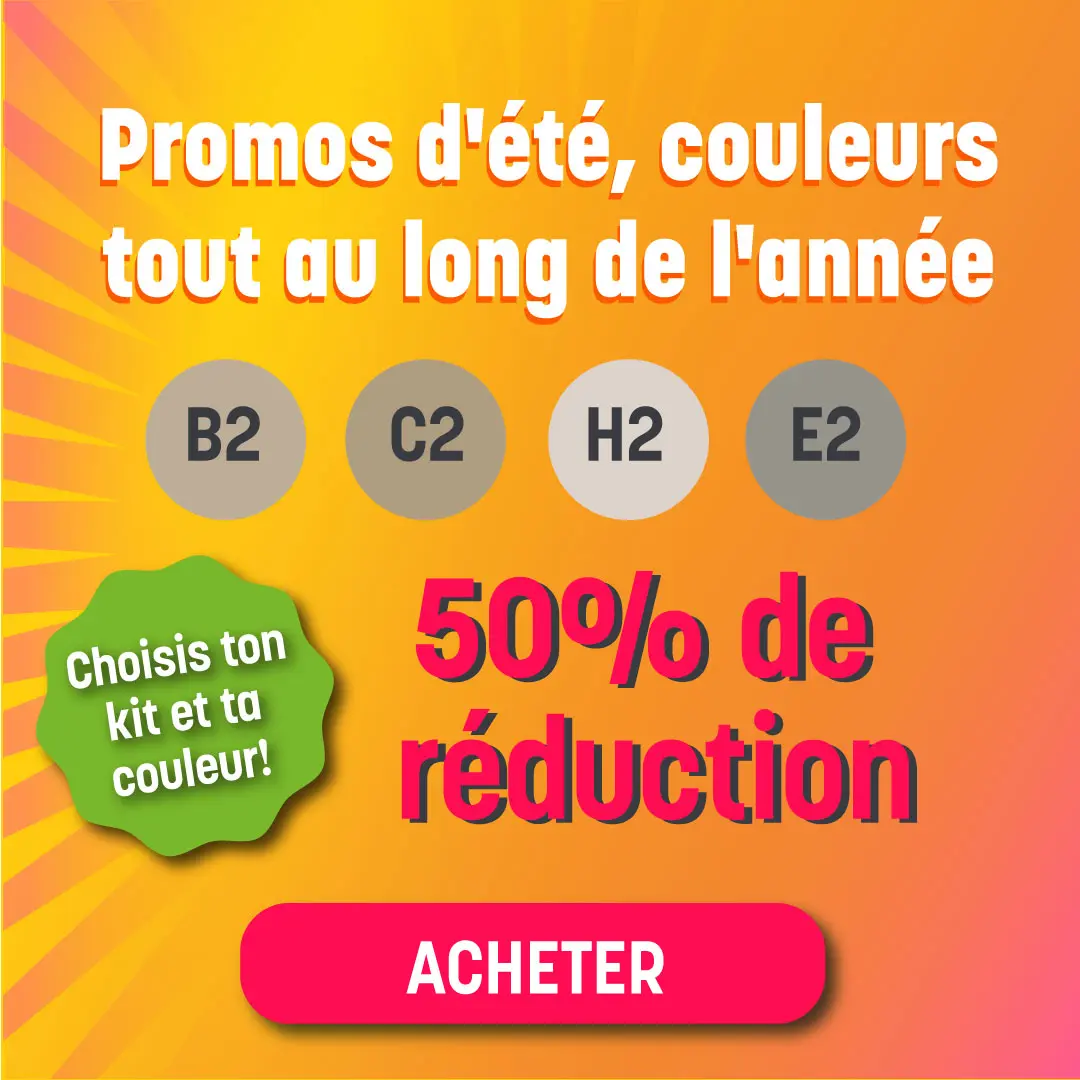 Promos d'été, couleurs
tout au long de l'année
B2 C2 H2 E2
Choisis ton
kit et ta
couleur!
50% de
réduction
ACHETER